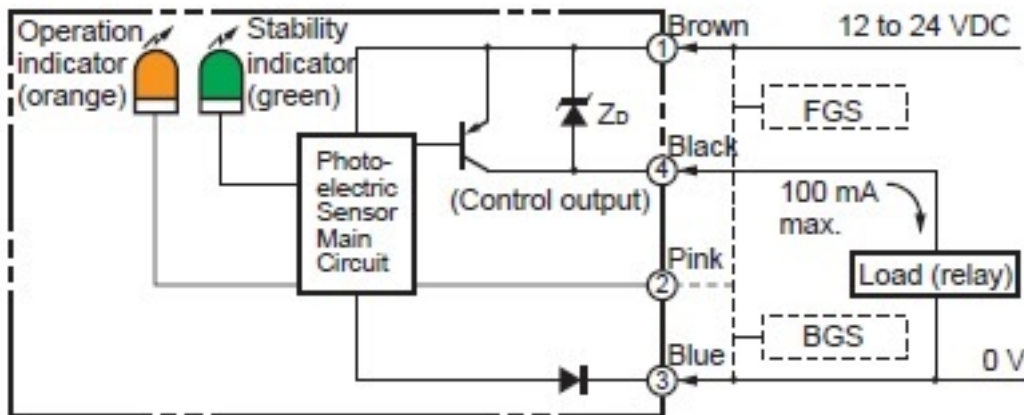 Operation
indicator
(orange)
Stability
indicator
(green)
Photo-
electric
Sensor
Main
Circuit
ZD
(Control output)
1
Brown
12 to 24 VDC
FGS
4
Black
100 mA
max.
Pink
2
Load (relay)
BGS
Blue
3
0 V